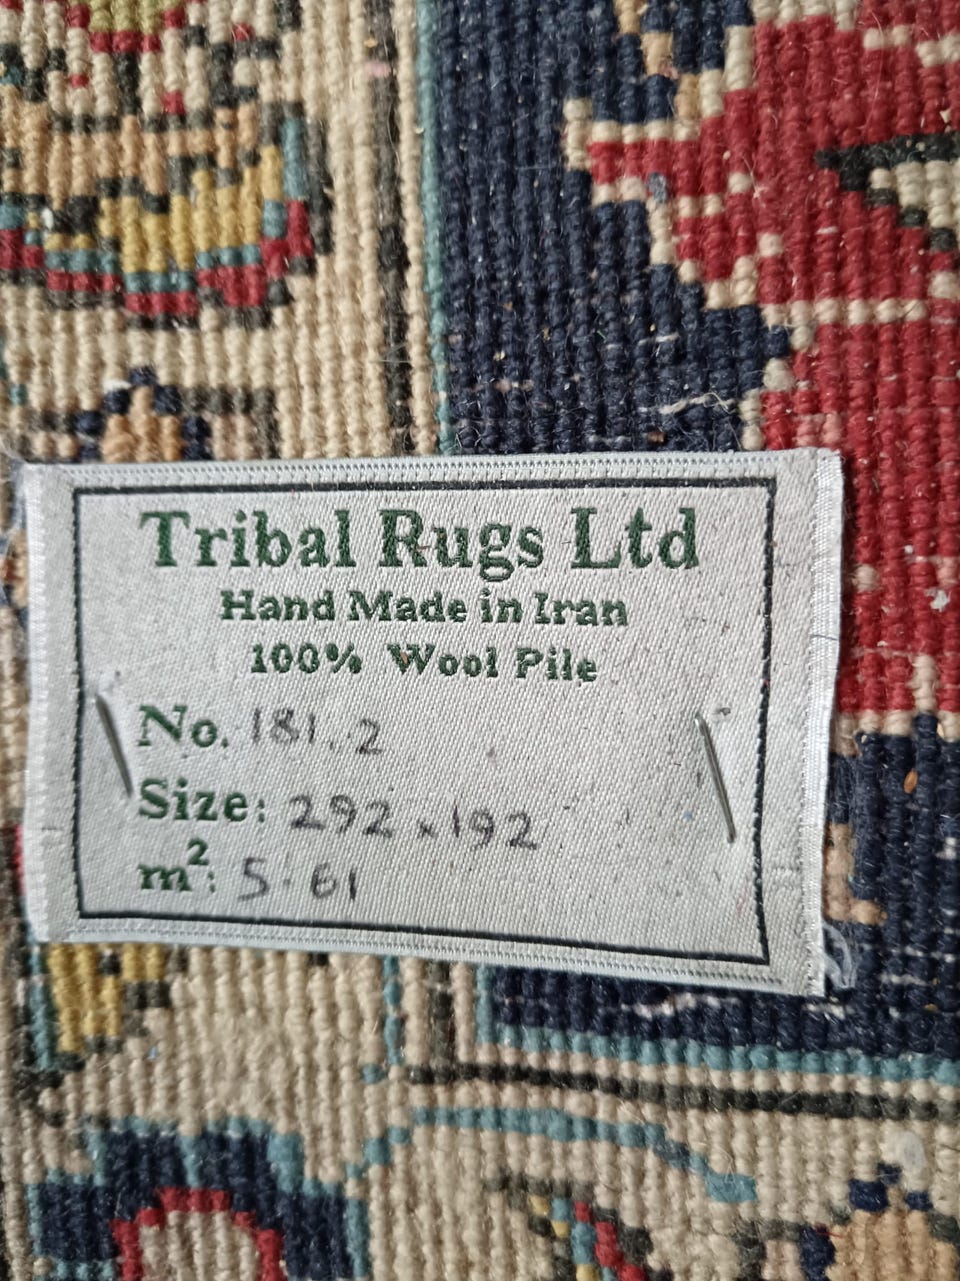 Tribal Rugs Ltd
Hand Made in Iran
100% Wool Pile
No. 181.2
Size: 292 x 192
m²: 5.61